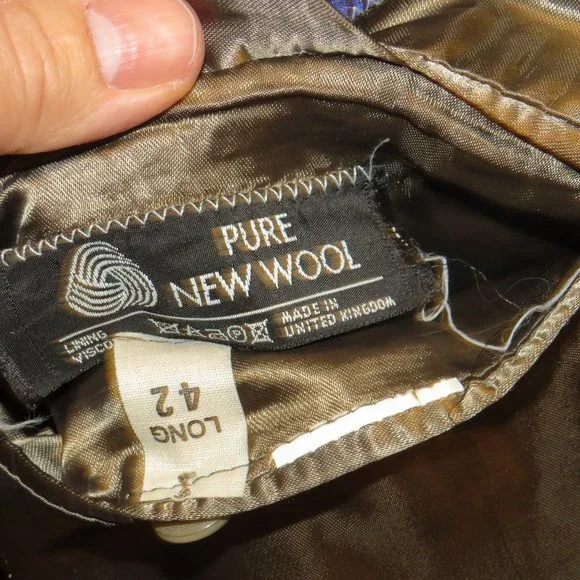 PURE
NEW WOOL
LINING
VISCO
MADE IN
UNITED KINGDOM
42
LONG